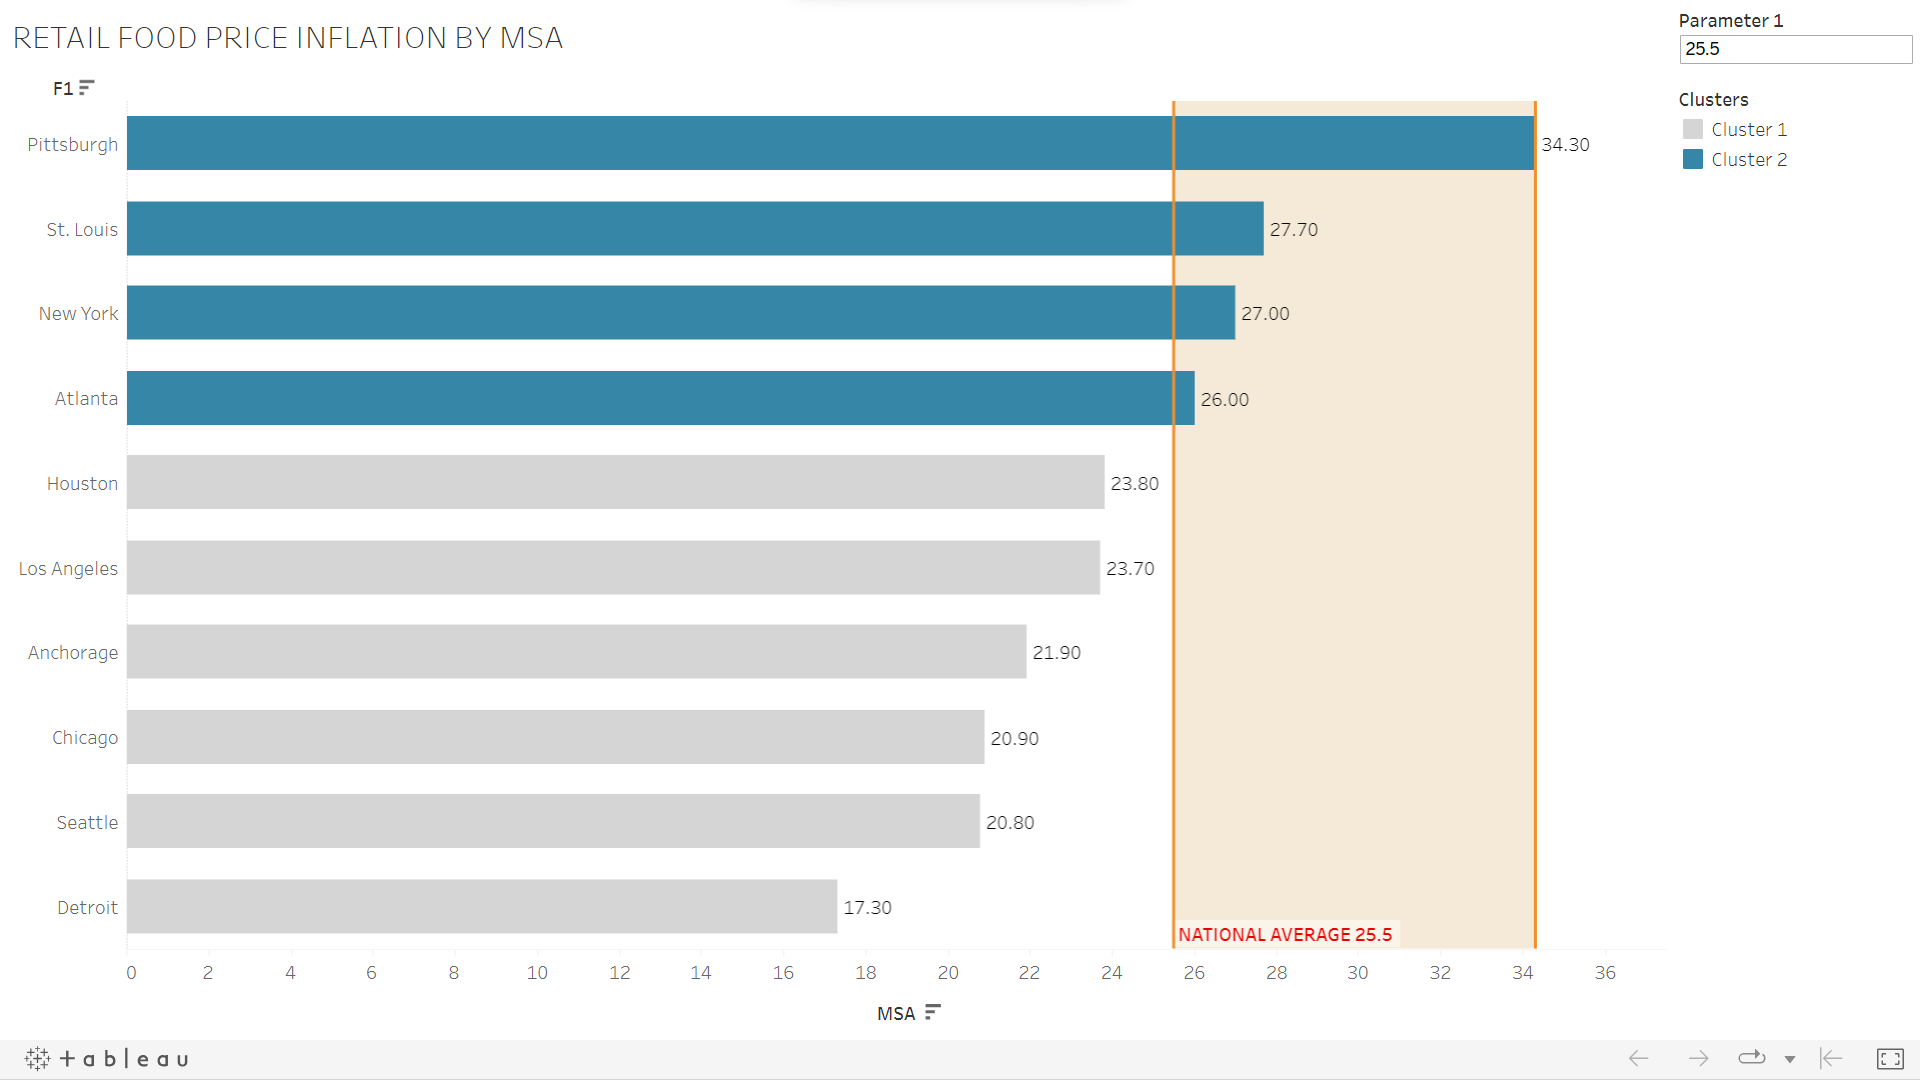 RETAIL FOOD PRICE INFLATION BY MSA
F1
Pittsburgh 34.30
St. Louis 27.70
New York 27.00
Atlanta 26.00
Houston 23.80
Los Angeles 23.70
Anchorage 21.90
Chicago 20.90
Seattle 20.80
Detroit 17.30
NATIONAL AVERAGE 25.5
0 2 4 6 8 10 12 14 16 18 20 22 24 26 28 30 32 34 36
MSA
Parameter 1
25.5
Clusters
Cluster 1
Cluster 2
+ableau